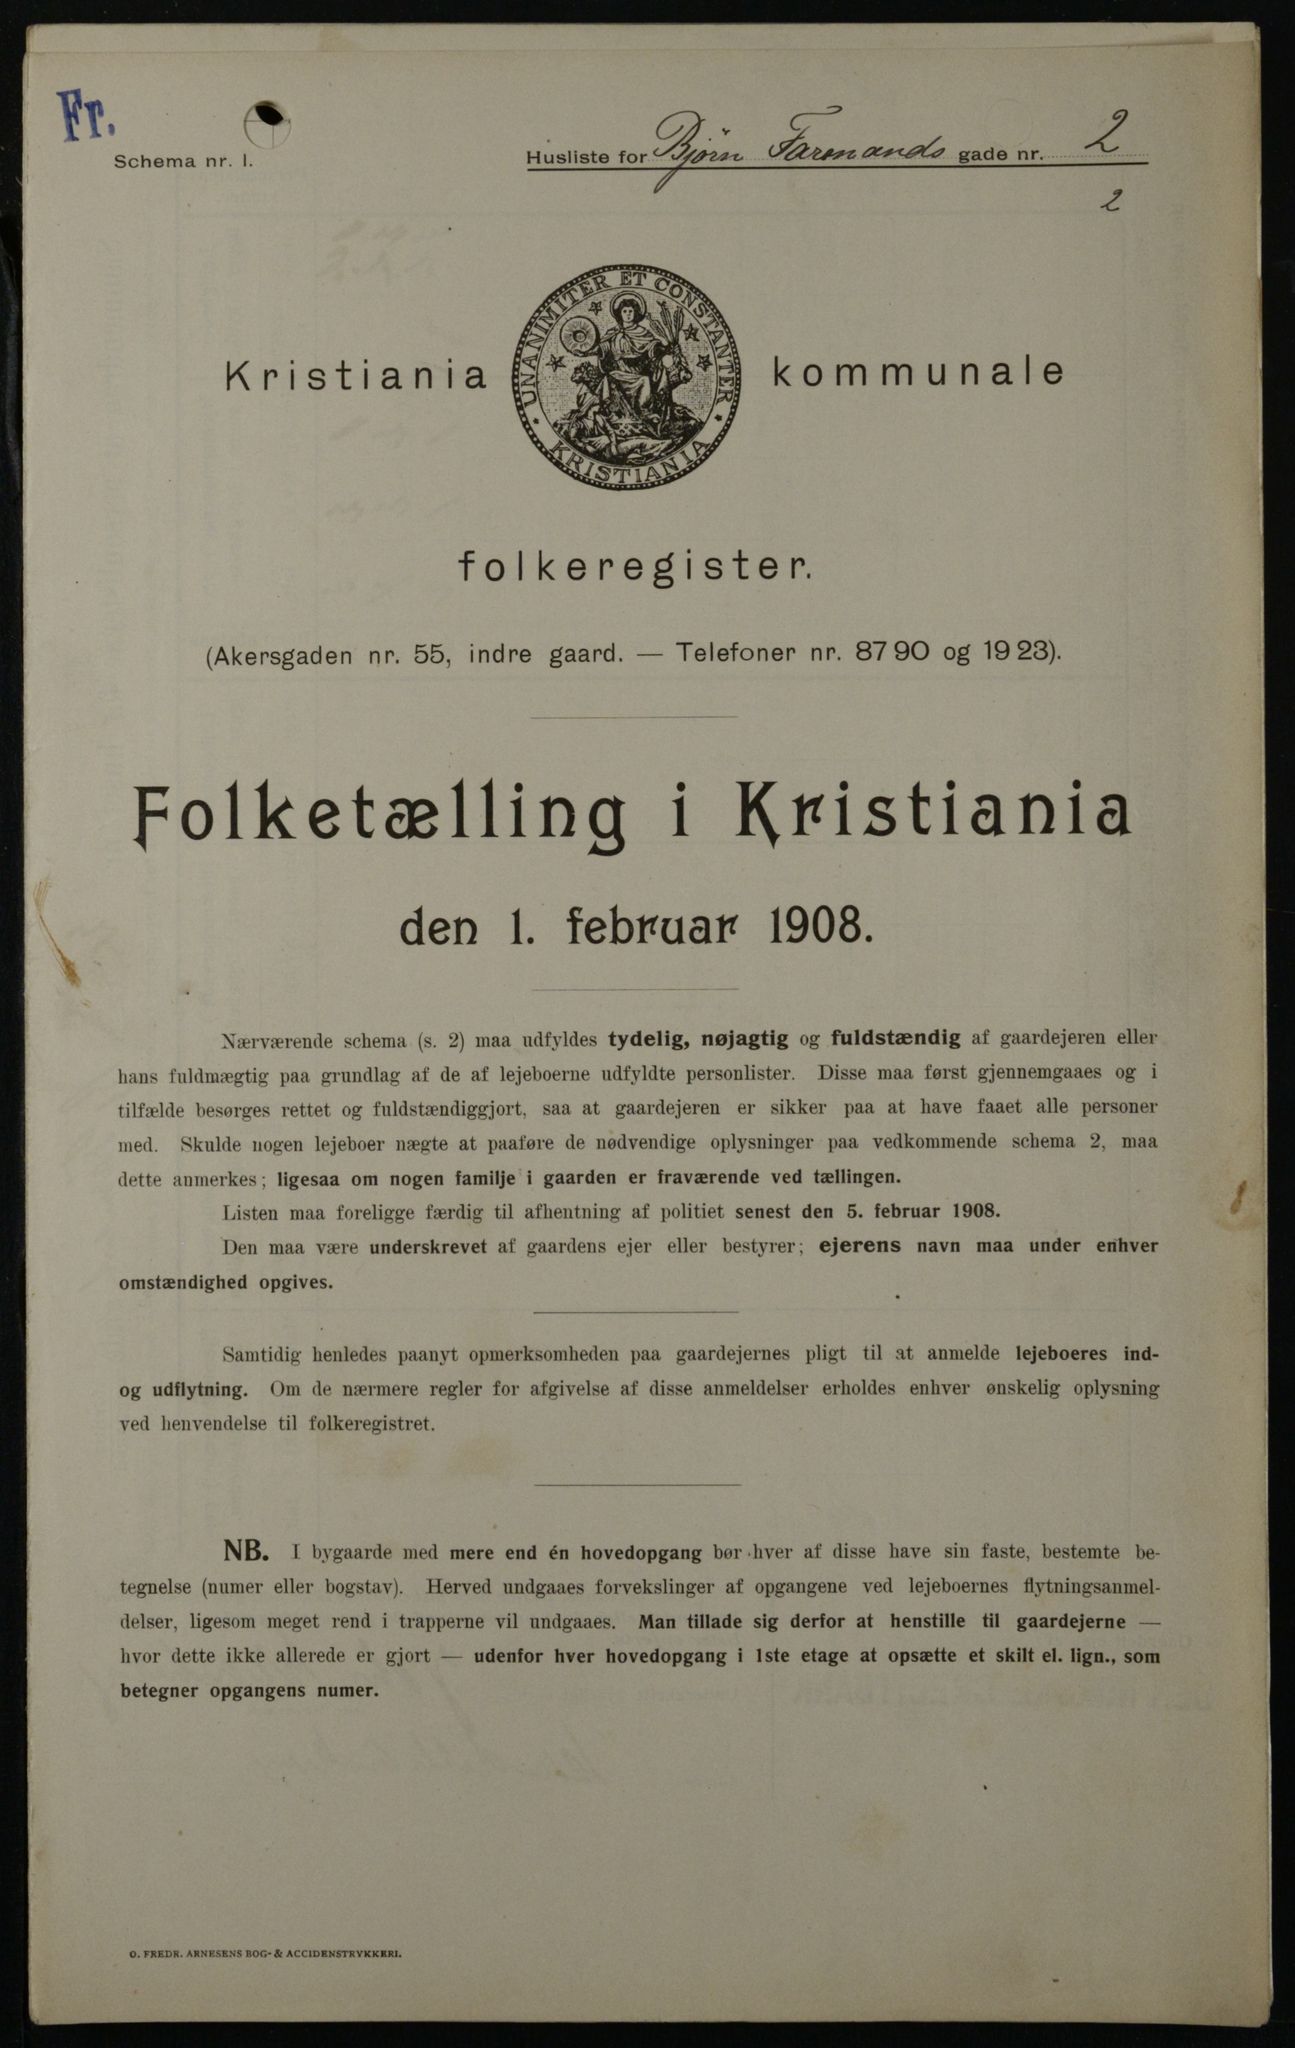 Fr.
Schema nr. 1.
Husliste for Bjørn Farmands gade nr. 2
2
UNANIMITER ET CONSTANTER
KRISTIANIA
Kristiania kommunale
folkeregister.
(Akersgaden nr. 55, indre gaard. — Telefoner nr. 8790 og 1923).
Folketælling i Kristiania
den 1. februar 1908.
Nærværende schema (s. 2) maa udfyldes tydelig, nøjagtig og fuldstændig af gaardejeren eller
hans fuldmægtig paa grundlag af de af lejeboerne udfyldte personlister. Disse maa først gjennemgaaes og i
tilfælde besørges rettet og fuldstændiggjort, saa at gaardejeren er sikker paa at have faaet alle personer
med. Skulde nogen lejeboer nægte at paaføre de nødvendige oplysninger paa vedkommende schema 2, maa
dette anmerkes; ligesaa om nogen familje i gaarden er fraværende ved tællingen.
Listen maa foreligge færdig til afhentning af politiet senest den 5. februar 1908.
Den maa være underskrevet af gaardens ejer eller bestyrer; ejerens navn maa under enhver
omstændighed opgives.
Samtidig henledes paanyt opmerksomheden paa gaardejernes pligt til at anmelde lejeboeres ind-
og udflytning. Om de nærmere regler for afgivelse af disse anmeldelser erholdes enhver ønskelig oplysning
ved henvendelse til folkeregistret.
NB. I bygaarde med mere end én hovedopgang bør hver af disse have sin faste, bestemte be-
tegnelse (numer eller bogstav). Herved undgaaes forvekslinger af opgangene ved lejeboernes flytningsanmel-
delser, ligesom meget rend i trapperne vil undgaaes. Man tillade sig derfor at henstille til gaardejerne —
hvor dette ikke allerede er gjort — udenfor hver hovedopgang i 1ste etage at opsætte et skilt el. lign., som
betegner opgangens numer.
O. FREDR. ARNESENS BOG- & ACCIDENSTRYKKERI.